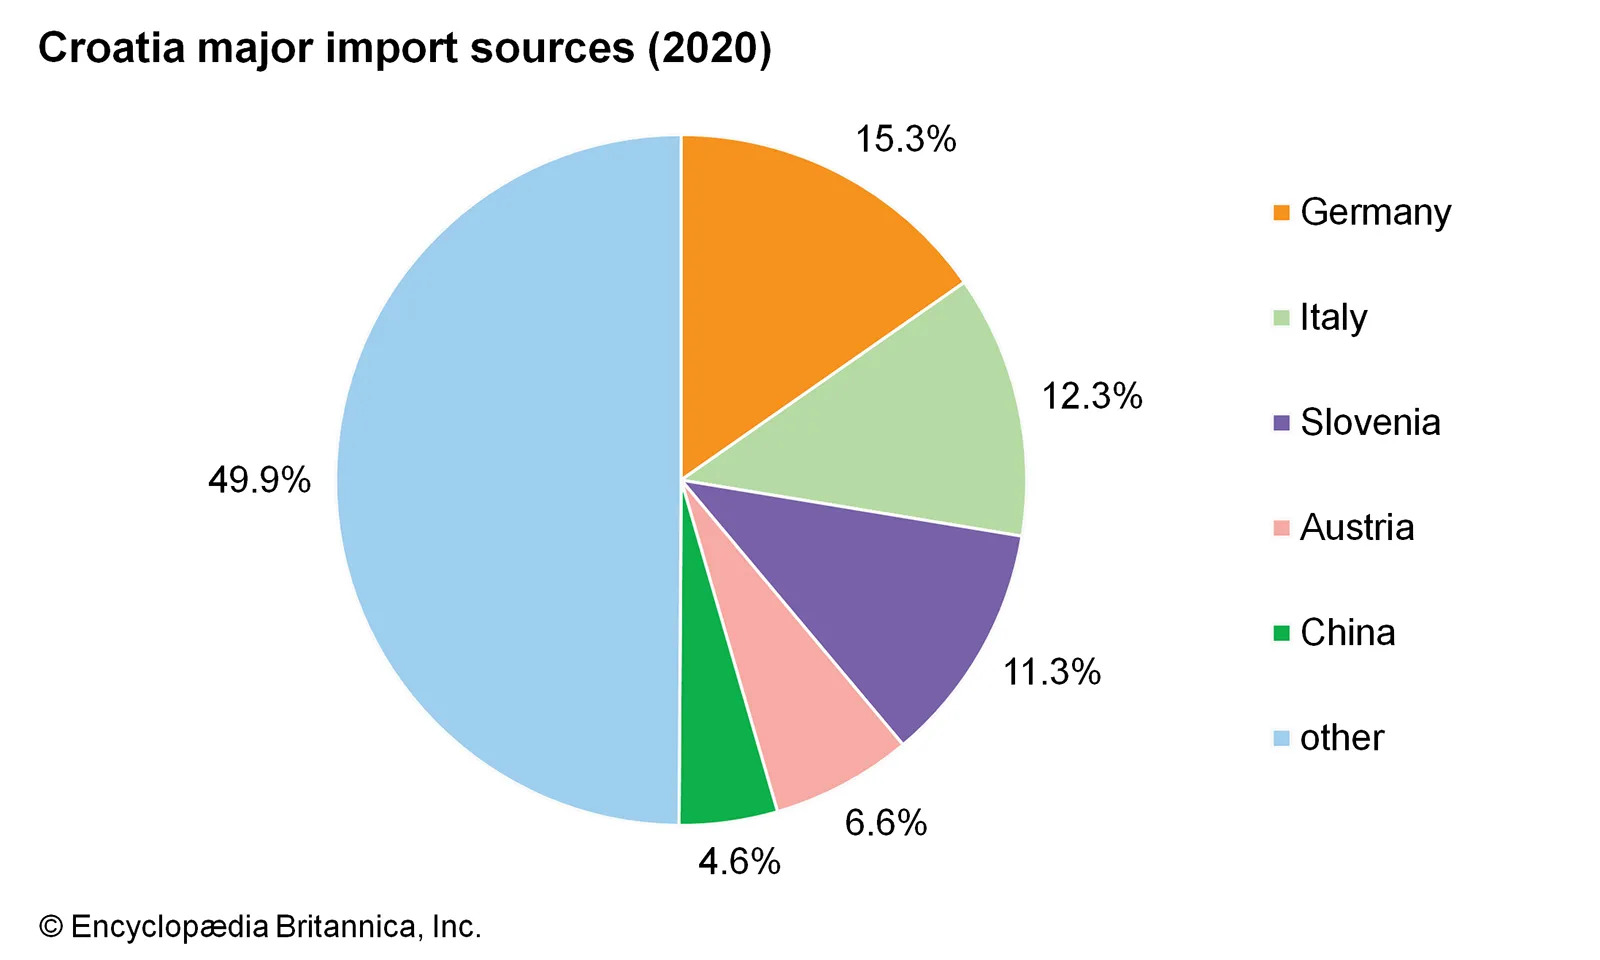 Croatia major import sources (2020)
15.3%
12.3%
11.3%
6.6%
4.6%
49.9%
Germany
Italy
Slovenia
Austria
China
other
© Encyclopædia Britannica, Inc.